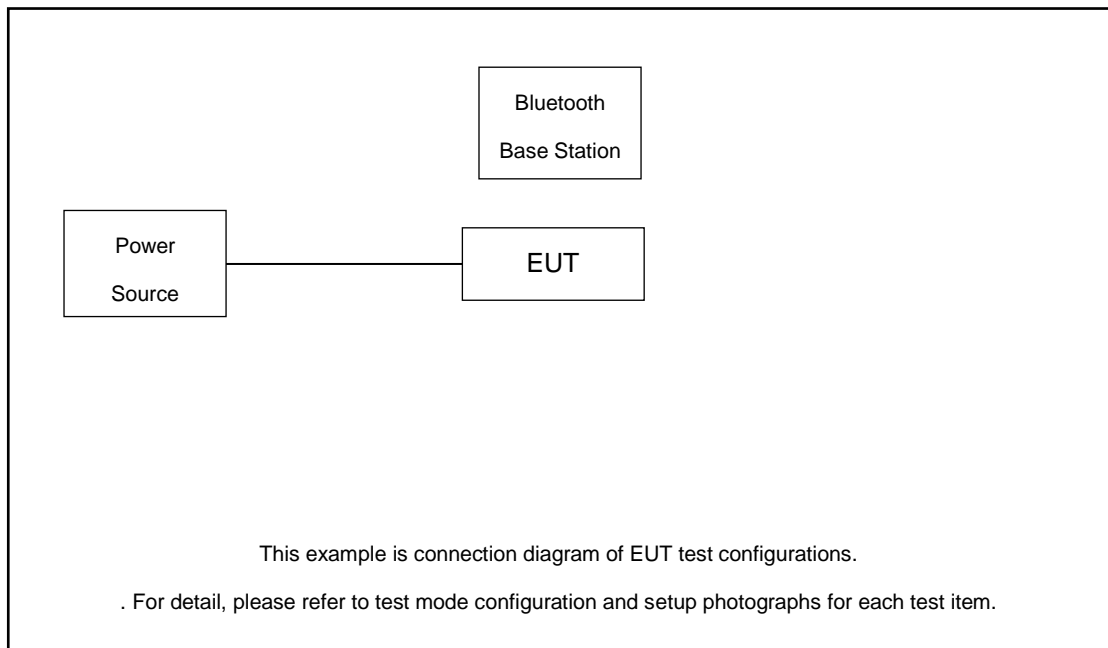 Bluetooth
Base Station
Power
Source
EUT
This example is connection diagram of EUT test configurations.
. For detail, please refer to test mode configuration and setup photographs for each test item.